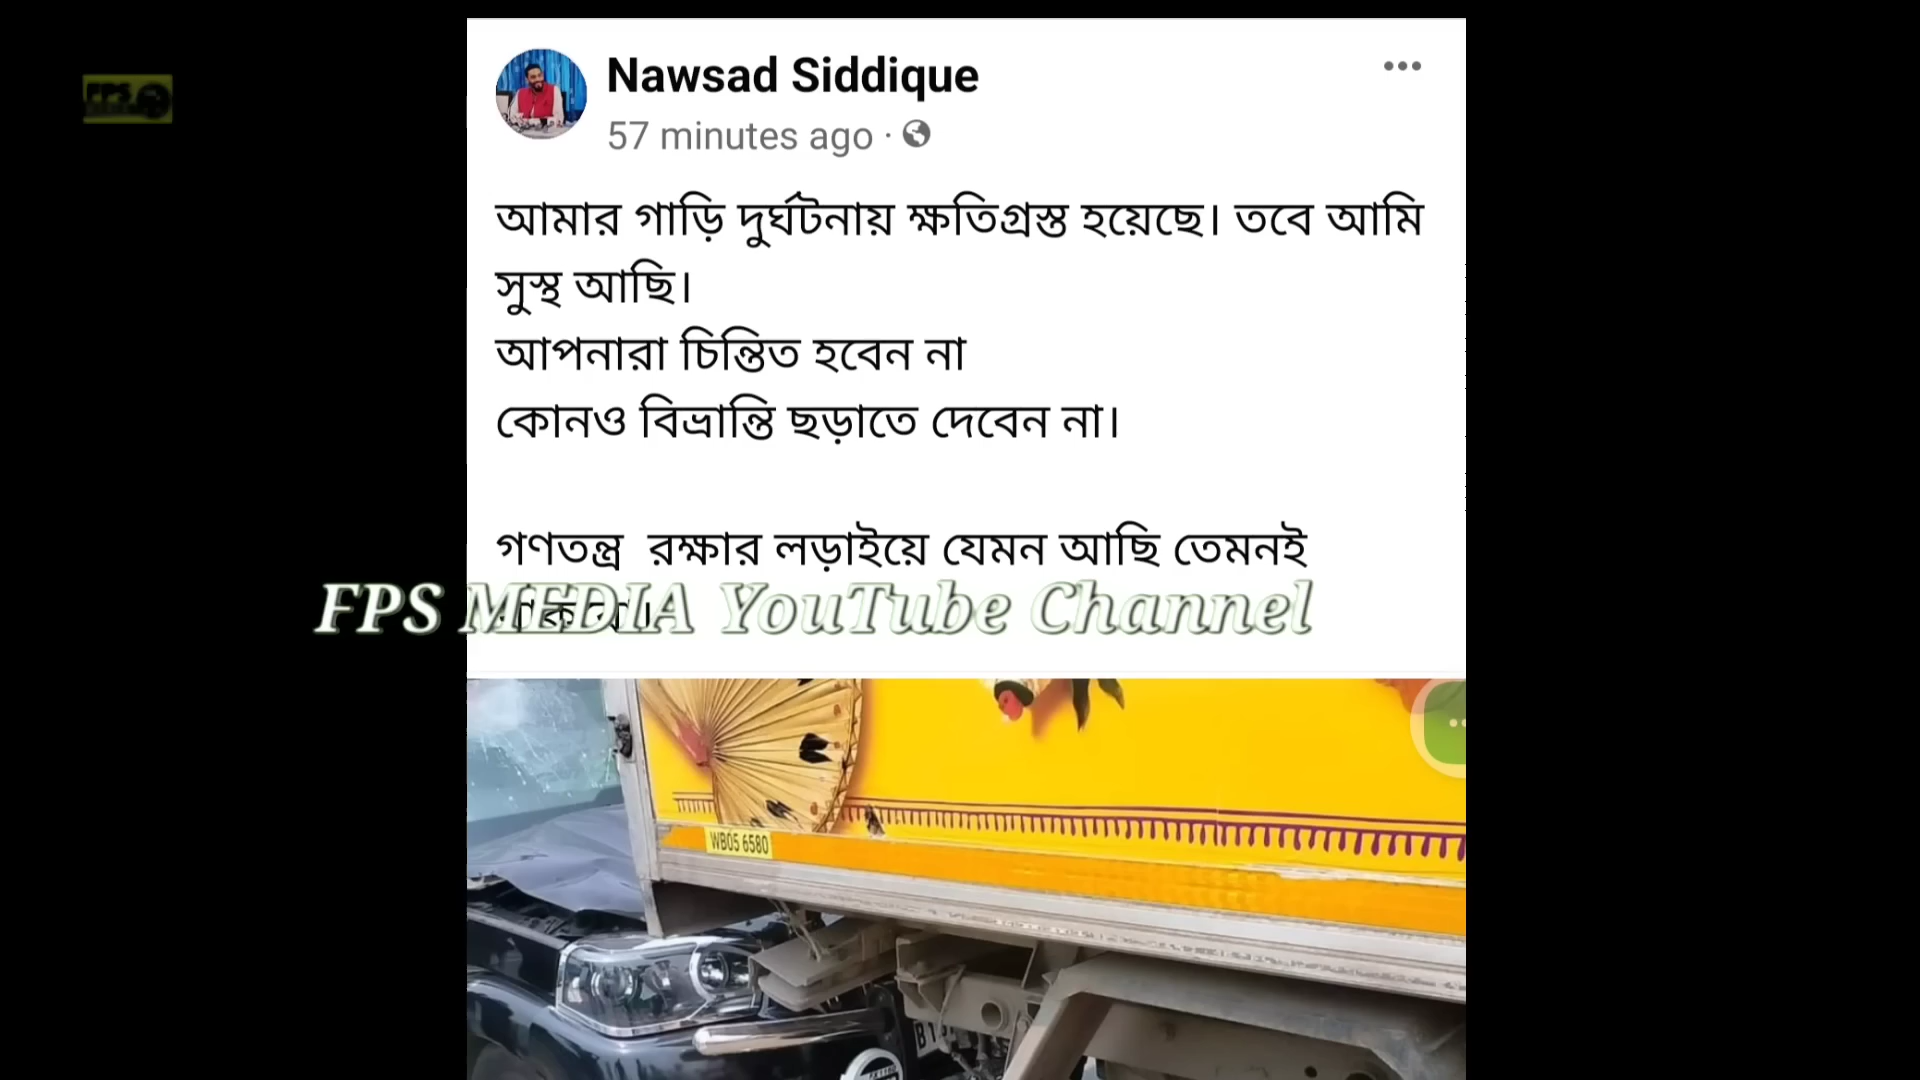 FPS
Nawsad Siddique
57 minutes ago ·
আমার গাড়ি দুর্ঘটনায় ক্ষতিগ্রস্ত হয়েছে। তবে আমি
সুস্থ আছি।
আপনারা চিন্তিত হবেন না
কোনও বিভ্রান্তি ছড়াতে দেবেন না।
গণতন্ত্র রক্ষার লড়াইয়ে যেমন আছি তেমনই
FPS MEDIA YouTube Channel
WB05 6580